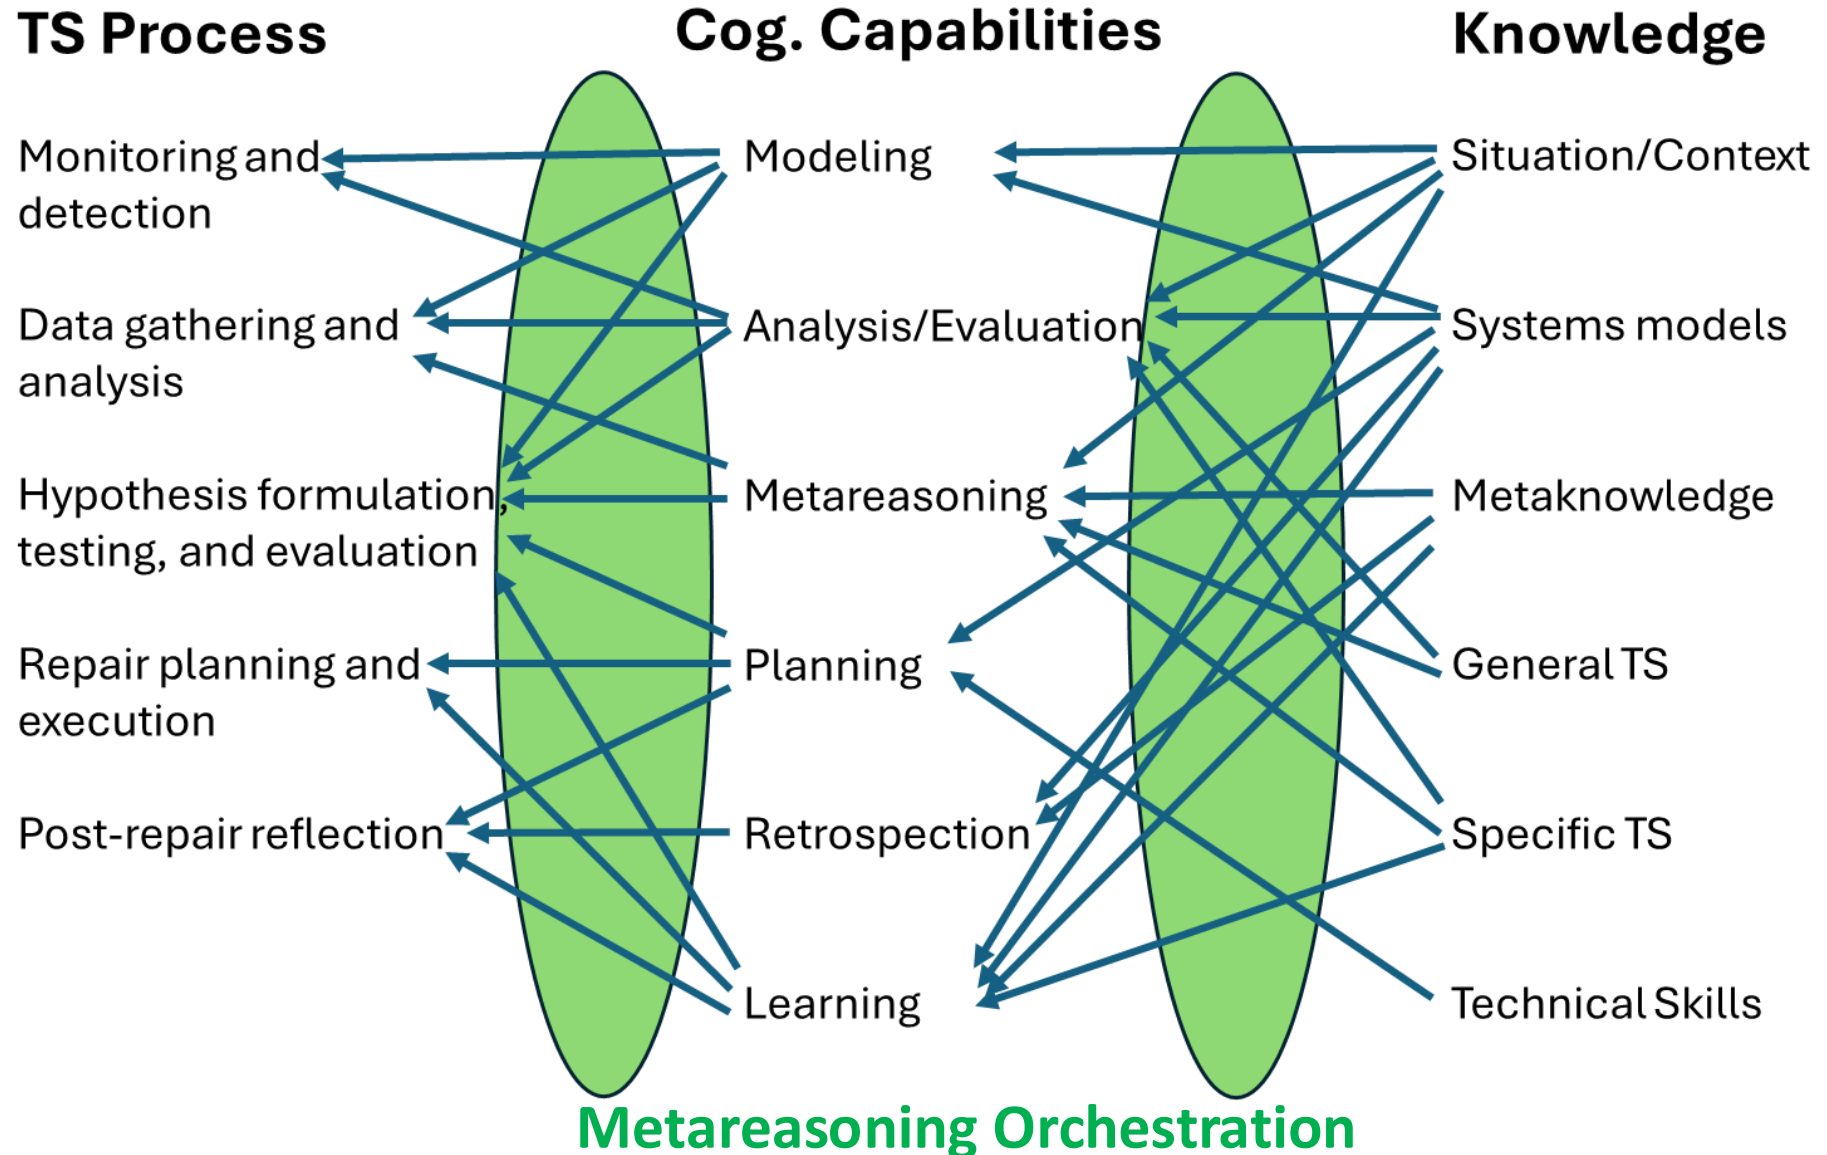 TS Process
Cog. Capabilities
Knowledge
Monitoring and
detection
Modeling
Situation/Context
Data gathering and
analysis
Analysis/Evaluation
Systems models
Hypothesis formulation,
testing, and evaluation
Metareasoning
Metaknowledge
Repair planning and
execution
Planning
General TS
Post-repair reflection
Retrospection
Specific TS
Learning
Technical Skills
Metareasoning Orchestration